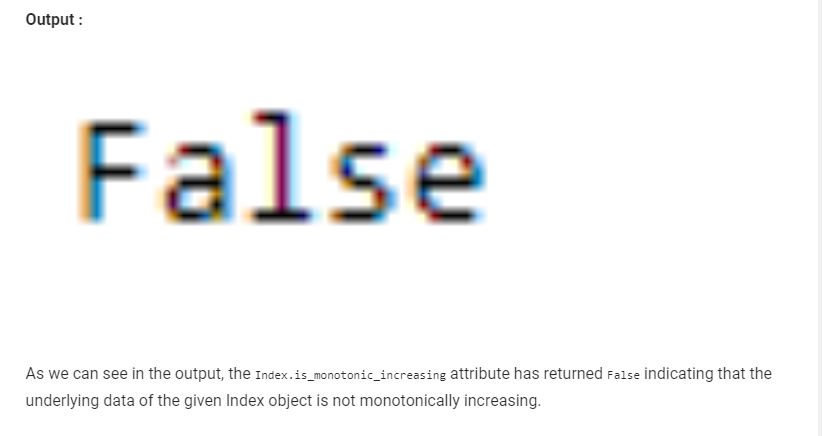 Output :
False
As we can see in the output, the Index.is_monotonic_increasing attribute has returned False indicating that the
underlying data of the given Index object is not monotonically increasing.